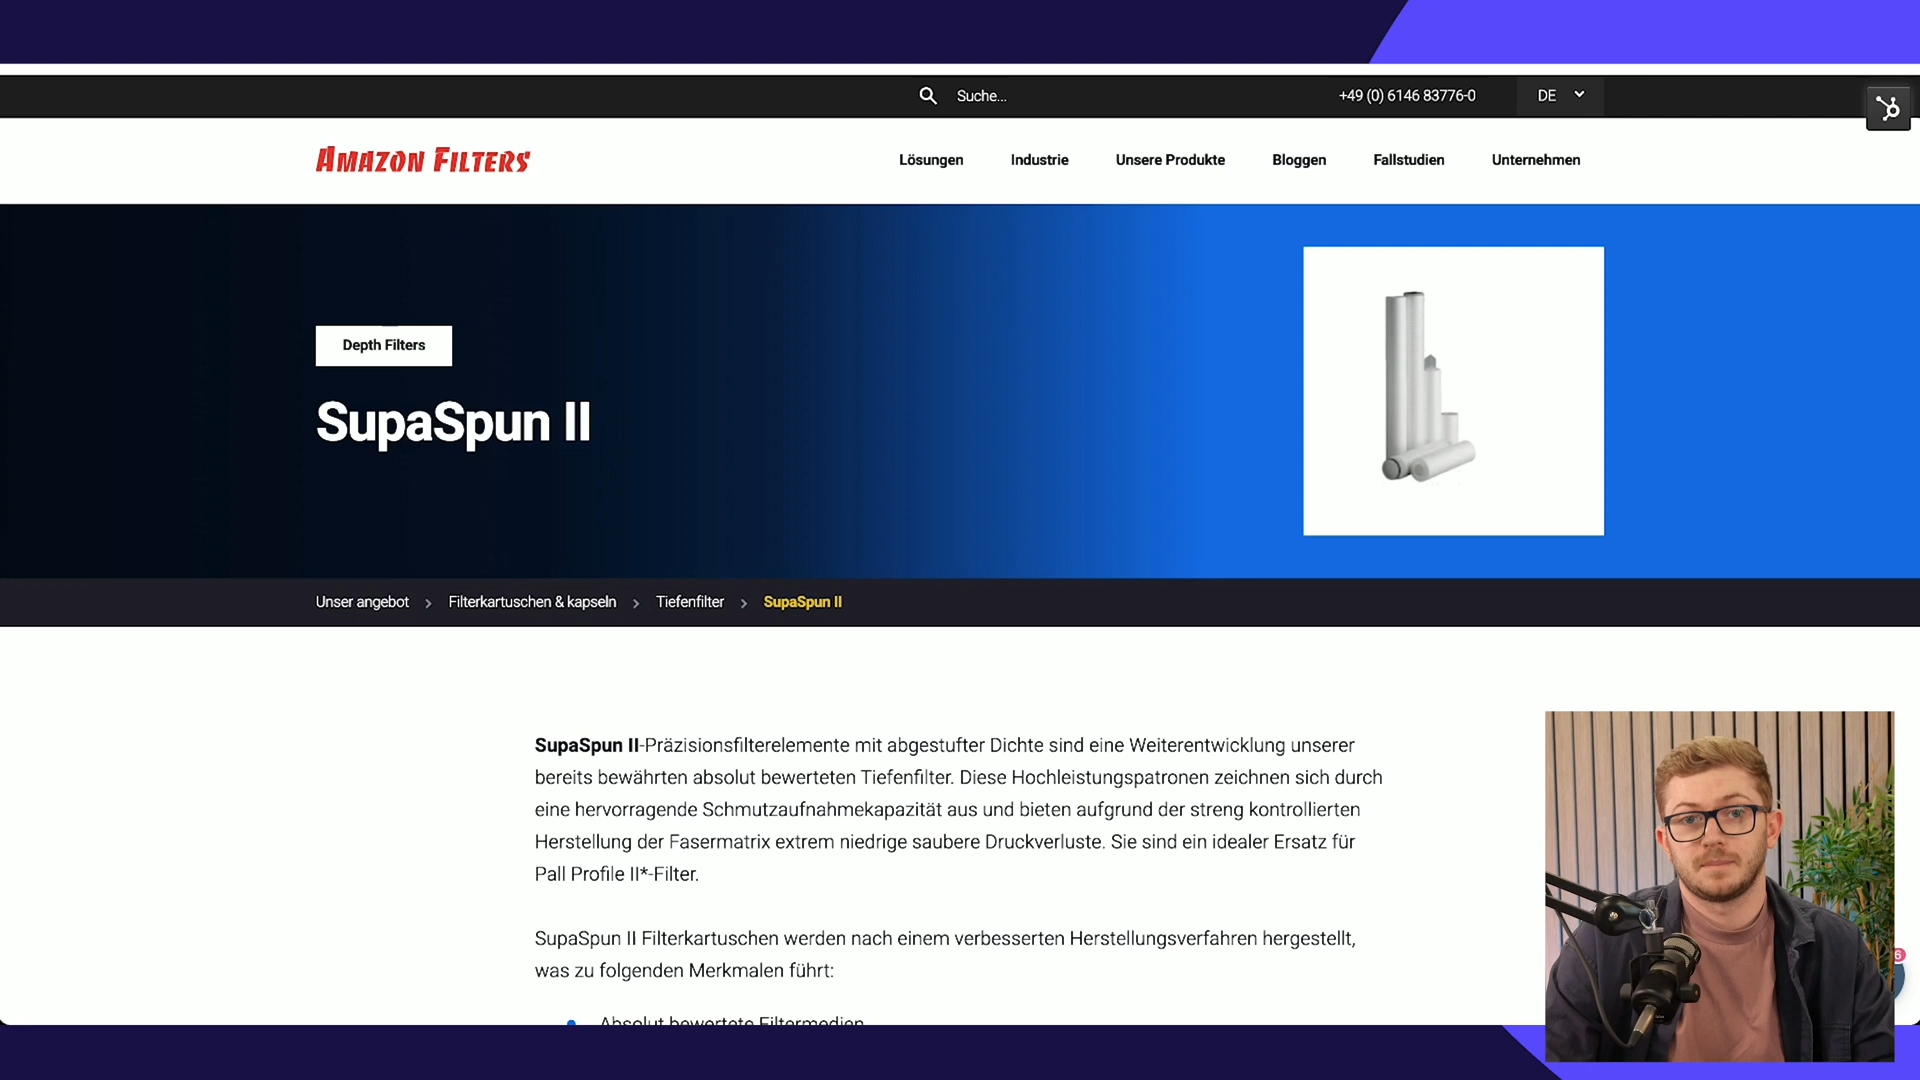 Suche...
+49 (0) 6146 83776-0
DE
AMAZON FILTERS
Lösungen
Industrie
Unsere Produkte
Bloggen
Fallstudien
Unternehmen
Depth Filters
SupaSpun II
Unser angebot
Filterkartuschen & kapseln
Tiefenfilter
SupaSpun II
SupaSpun II-Präzisionsfilterelemente mit abgestufter Dichte sind eine Weiterentwicklung unserer
bereits bewährten absolut bewerteten Tiefenfilter. Diese Hochleistungspatronen zeichnen sich durch
eine hervorragende Schmutzaufnahmekapazität aus und bieten aufgrund der streng kontrollierten
Herstellung der Fasermatrix extrem niedrige saubere Druckverluste. Sie sind ein idealer Ersatz für
Pall Profile II*-Filter.
SupaSpun II Filterkartuschen werden nach einem verbesserten Herstellungsverfahren hergestellt,
was zu folgenden Merkmalen führt:
Absolut bewertete Filtermedien
6